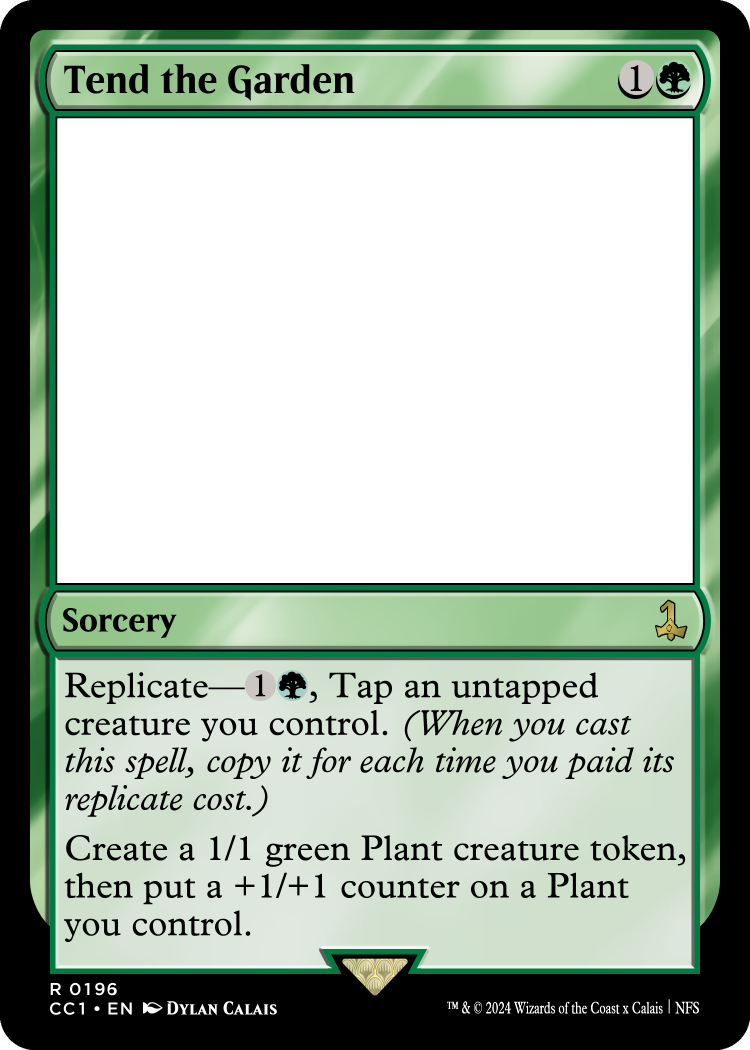 Tend the Garden 1
Sorcery
Replicate—1, Tap an untapped
creature you control. (When you cast
this spell, copy it for each time you paid its
replicate cost.)
Create a 1/1 green Plant creature token,
then put a +1/+1 counter on a Plant
you control.
R 0196
CC1 • EN DYLAN CALAIS
™ & © 2024 Wizards of the Coast x Calais | NFS